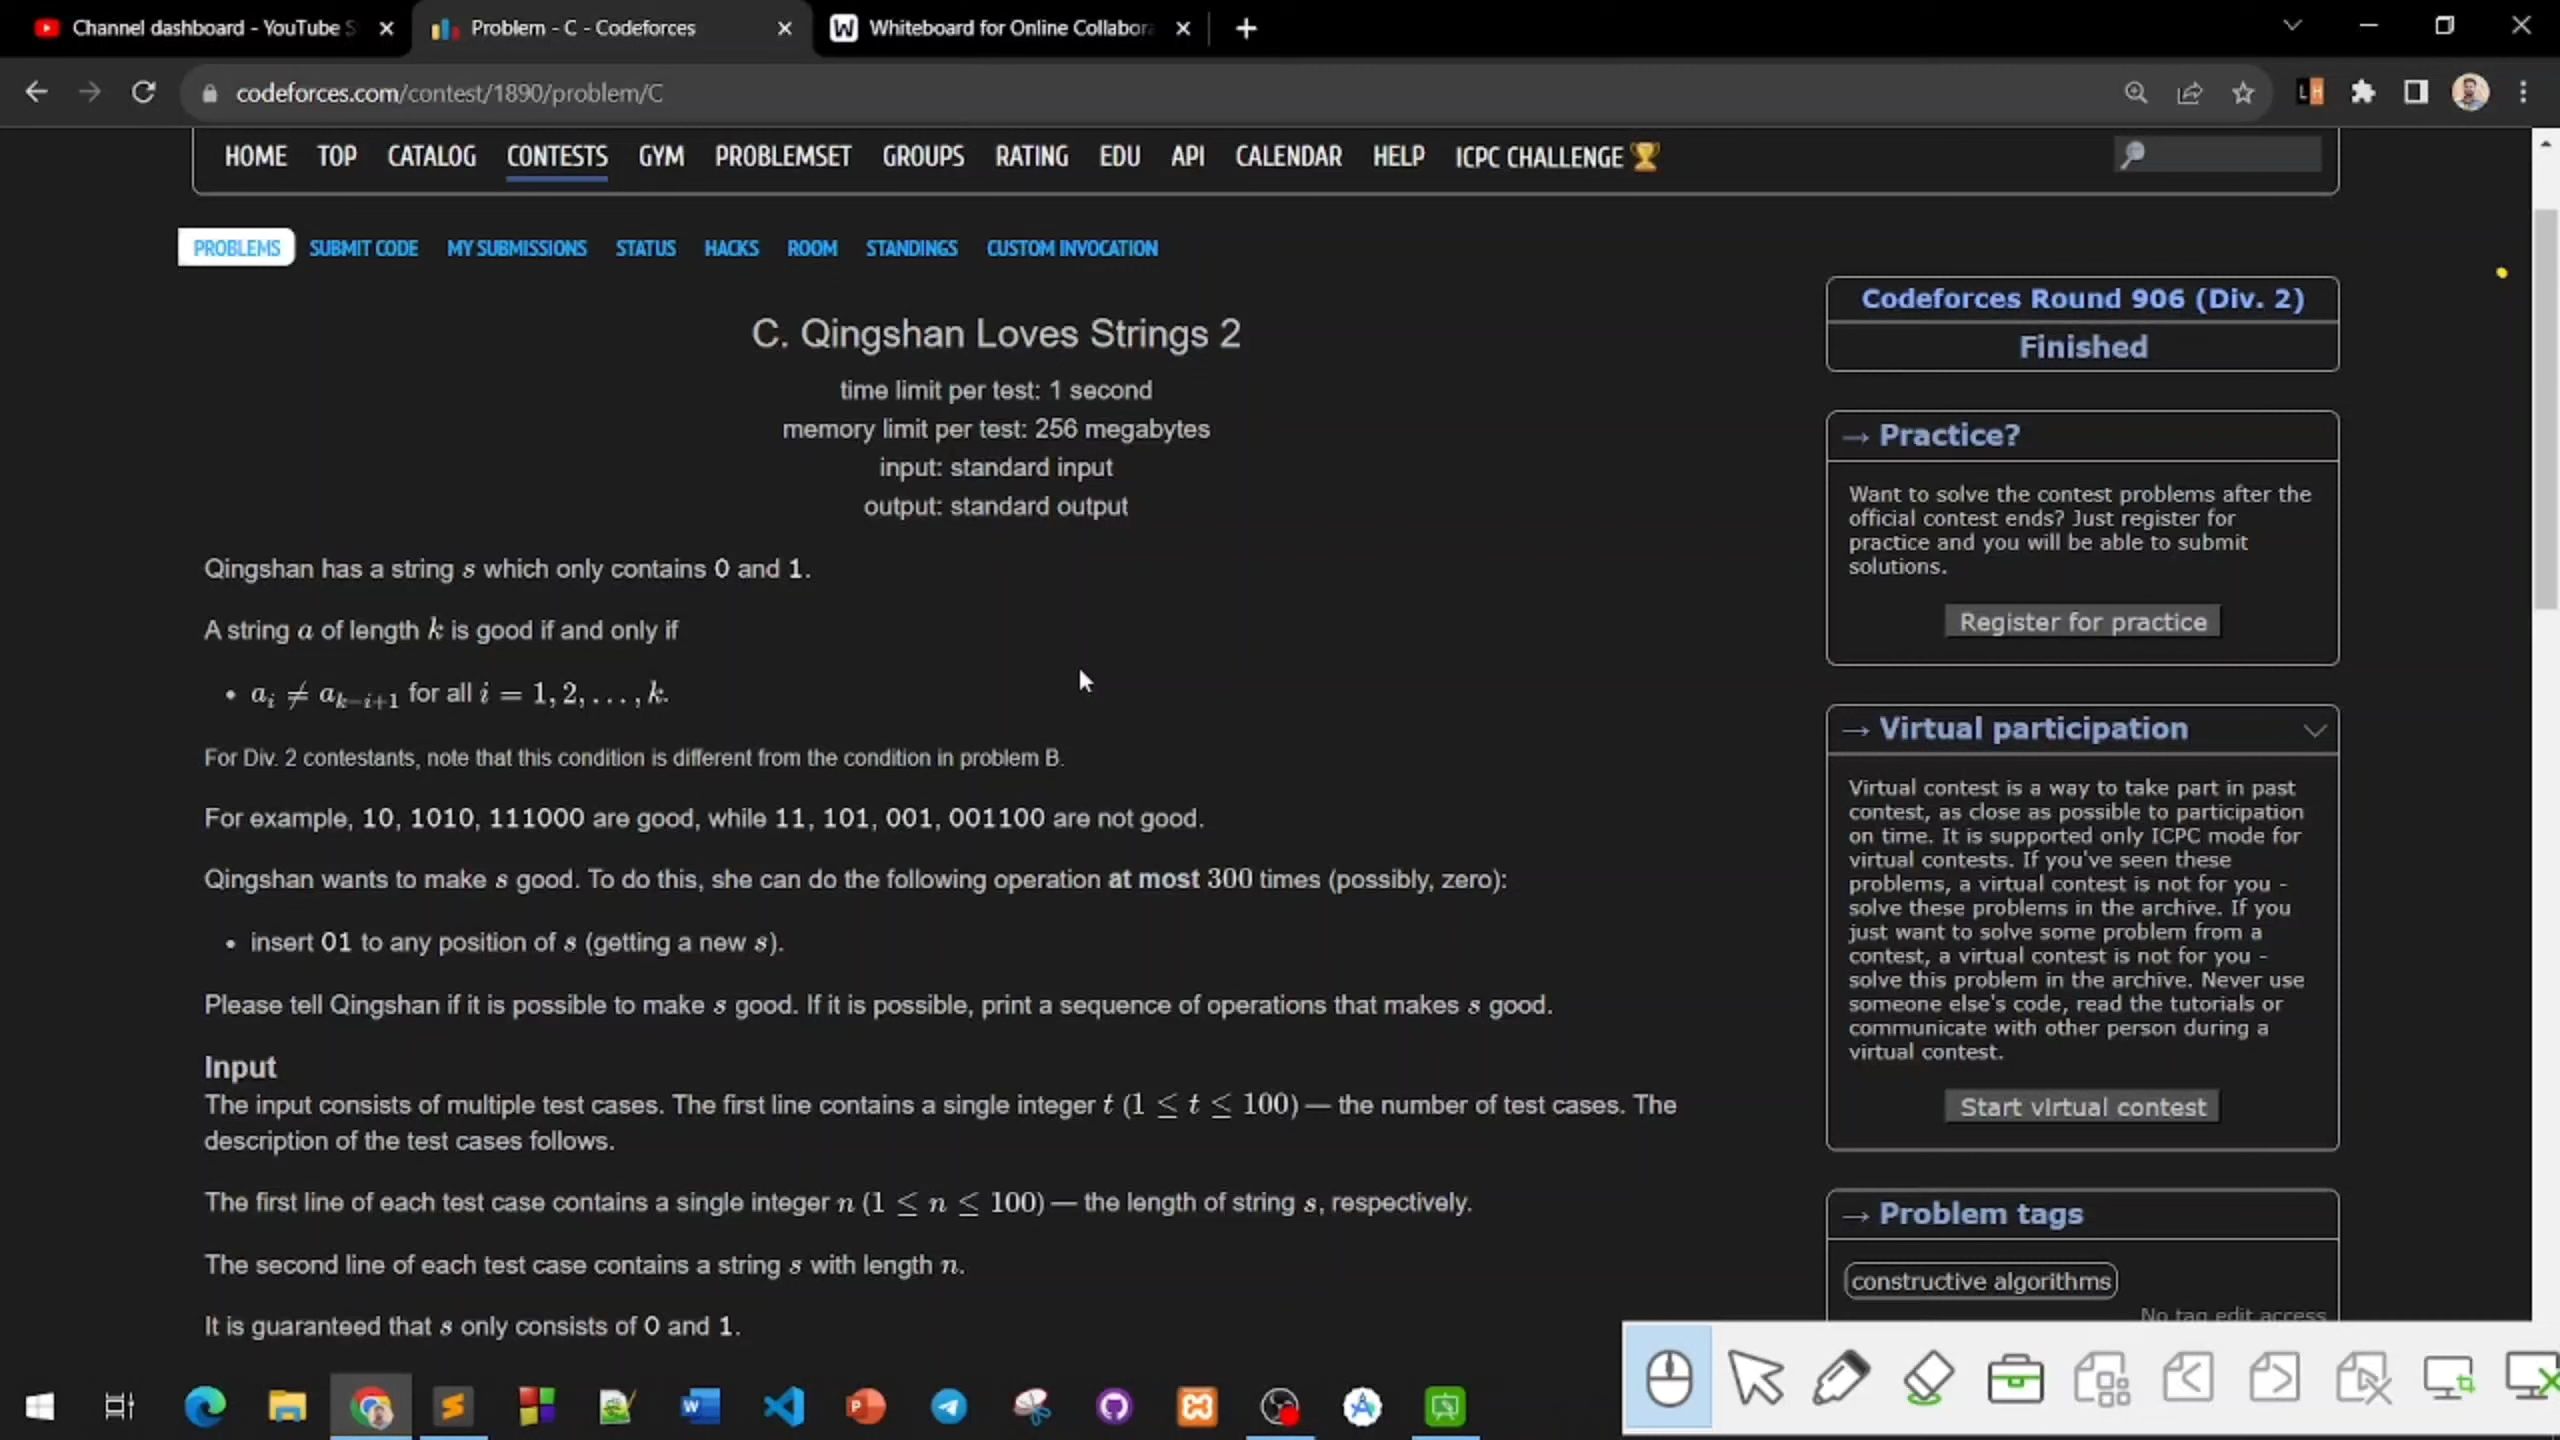 Channel dashboard - YouTube S
Problem - C - Codeforces
Whiteboard for Online Collabora
codeforces.com/contest/1890/problem/C
HOME TOP CATALOG CONTESTS GYM PROBLEMSET GROUPS RATING EDU API CALENDAR HELP ICPC CHALLENGE
PROBLEMS SUBMIT CODE MY SUBMISSIONS STATUS HACKS ROOM STANDINGS CUSTOM INVOCATION
C. Qingshan Loves Strings 2
time limit per test: 1 second
memory limit per test: 256 megabytes
input: standard input
output: standard output
Qingshan has a string s which only contains 0 and 1.
A string a of length k is good if and only if
• a_i ≠ a_{k−i+1} for all i = 1, 2, . . . , k.
For Div. 2 contestants, note that this condition is different from the condition in problem B.
For example, 10, 1010, 111000 are good, while 11, 101, 001, 001100 are not good.
Qingshan wants to make s good. To do this, she can do the following operation at most 300 times (possibly, zero):
• insert 01 to any position of s (getting a new s).
Please tell Qingshan if it is possible to make s good. If it is possible, print a sequence of operations that makes s good.
Input
The input consists of multiple test cases. The first line contains a single integer t (1 ≤ t ≤ 100) — the number of test cases. The
description of the test cases follows.
The first line of each test case contains a single integer n (1 ≤ n ≤ 100) — the length of string s, respectively.
The second line of each test case contains a string s with length n.
It is guaranteed that s only consists of 0 and 1.
Codeforces Round 906 (Div. 2)
Finished
→ Practice?
Want to solve the contest problems after the
official contest ends? Just register for
practice and you will be able to submit
solutions.
Register for practice
→ Virtual participation
Virtual contest is a way to take part in past
contest, as close as possible to participation
on time. It is supported only ICPC mode for
virtual contests. If you've seen these
problems, a virtual contest is not for you -
solve these problems in the archive. If you
just want to solve some problem from a
contest, a virtual contest is not for you -
solve this problem in the archive. Never use
someone else's code, read the tutorials or
communicate with other person during a
virtual contest.
Start virtual contest
→ Problem tags
constructive algorithms
No tag edit access